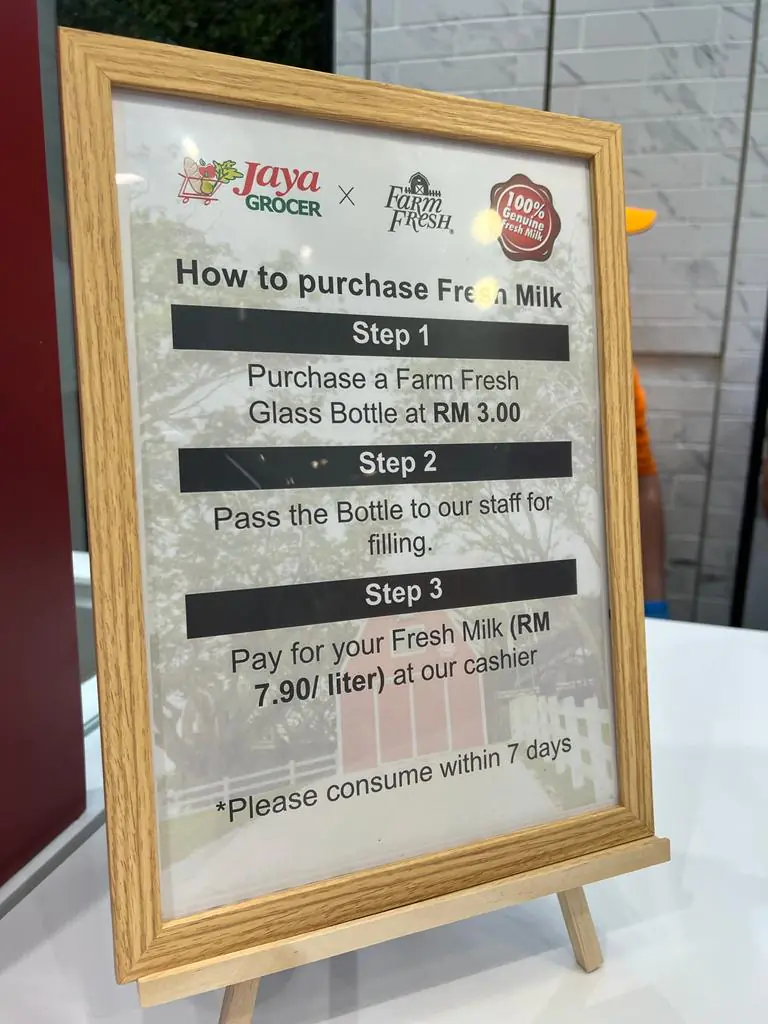 Jaya
GROCER
X
FARM
FRESH®
100%
Genuine
Fresh Milk
How to purchase Fresh Milk
Step 1
Purchase a Farm Fresh
Glass Bottle at RM 3.00
Step 2
Pass the Bottle to our staff for
filling.
Step 3
Pay for your Fresh Milk (RM
7.90/ liter) at our cashier
*Please consume within 7 days